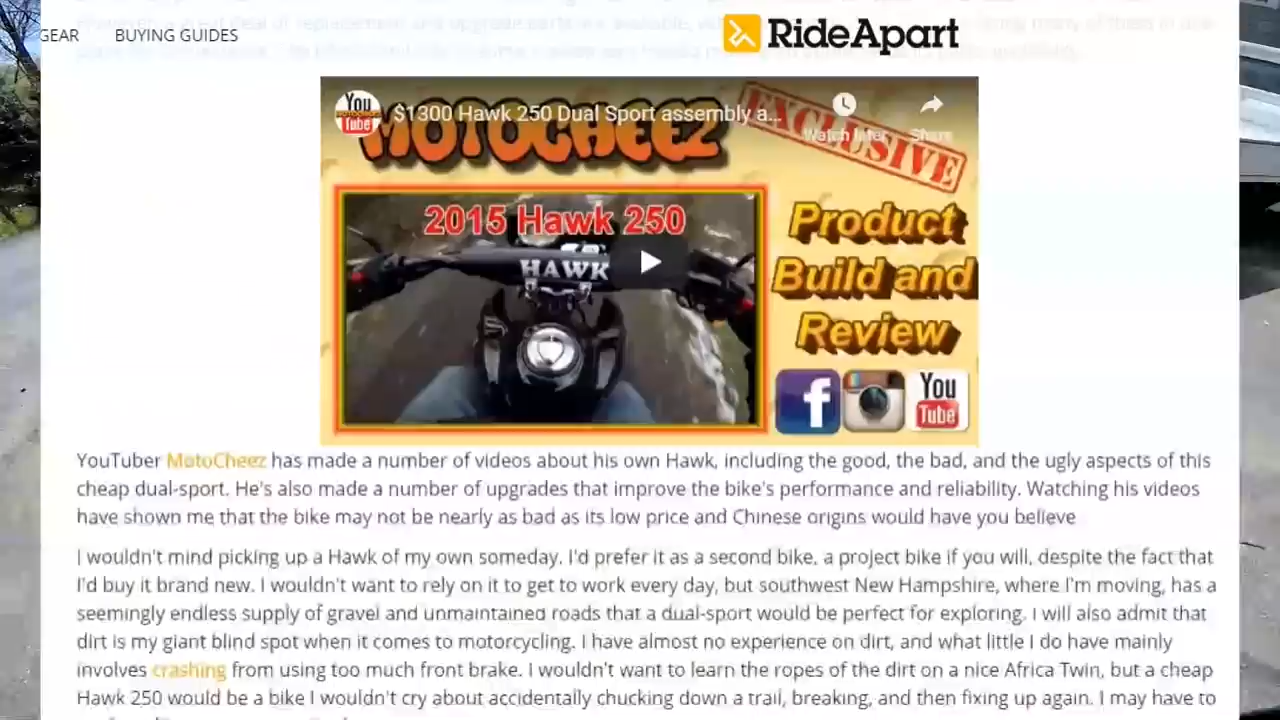 GEAR BUYING GUIDES RideApart
You Tube $1300 Hawk 250 Dual Sport assembly a... Watch later Share
MOTOCHEEZ EXCLUSIVE
2015 Hawk 250
HAWK
Product
Build and
Review
f You Tube
YouTuber MotoCheez has made a number of videos about his own Hawk, including the good, the bad, and the ugly aspects of this
cheap dual-sport. He's also made a number of upgrades that improve the bike's performance and reliability. Watching his videos
have shown me that the bike may not be nearly as bad as its low price and Chinese origins would have you believe
I wouldn't mind picking up a Hawk of my own someday. I'd prefer it as a second bike, a project bike if you will, despite the fact that
I'd buy it brand new. I wouldn't want to rely on it to get to work every day, but southwest New Hampshire, where I'm moving, has a
seemingly endless supply of gravel and unmaintained roads that a dual-sport would be perfect for exploring. I will also admit that
dirt is my giant blind spot when it comes to motorcycling. I have almost no experience on dirt, and what little I do have mainly
involves crashing from using too much front brake. I wouldn't want to learn the ropes of the dirt on a nice Africa Twin, but a cheap
Hawk 250 would be a bike I wouldn't cry about accidentally chucking down a trail, breaking, and then fixing up again. I may have to